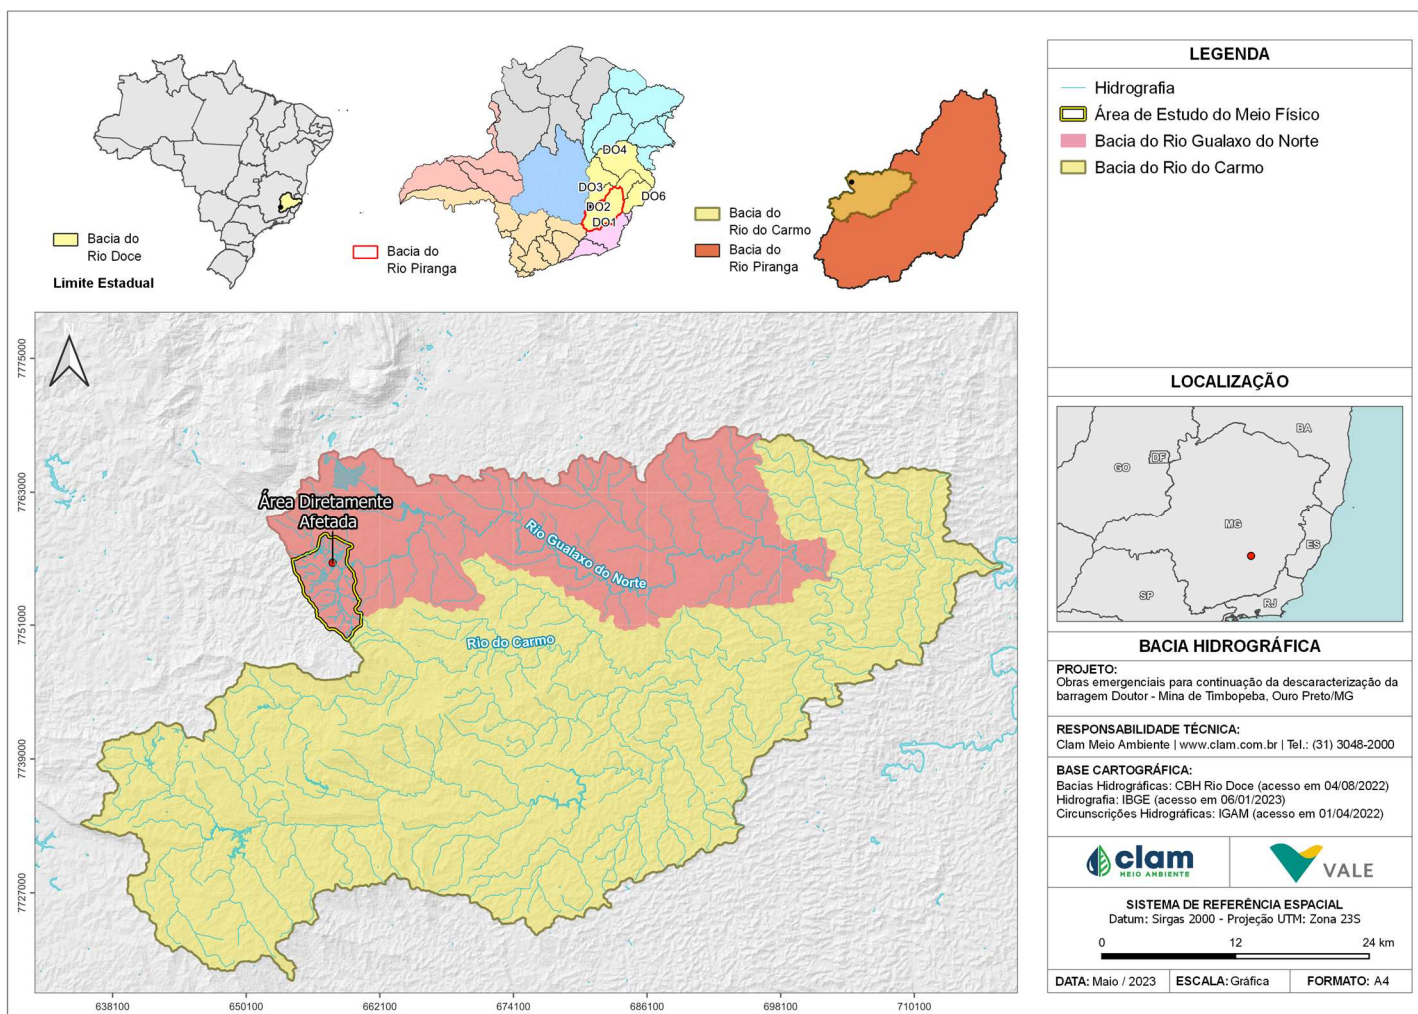 Bacia do
Rio Doce
Limite Estadual
DO4
DO3
DO6
DO2
DO1
Bacia do
Rio Piranga
Bacia do
Rio do Carmo
Bacia do
Rio Piranga
LEGENDA
Hidrografia
Área de Estudo do Meio Físico
Bacia do Rio Gualaxo do Norte
Bacia do Rio do Carmo
N
7775000
7763000
7751000
7739000
7727000
Área Diretamente
Afetada
Rio Gualaxo do Norte
Rio do Carmo
638100
650100
662100
674100
686100
698100
710100
LOCALIZAÇÃO
BA
GO
DF
MG
ES
SP
RJ
BACIA HIDROGRÁFICA
PROJETO:
Obras emergenciais para continuação da descaracterização da
barragem Doutor - Mina de Timbopeba, Ouro Preto/MG
RESPONSABILIDADE TÉCNICA:
Clam Meio Ambiente | www.clam.com.br | Tel.: (31) 3048-2000
BASE CARTOGRÁFICA:
Bacias Hidrográficas: CBH Rio Doce (acesso em 04/08/2022)
Hidrografia: IBGE (acesso em 06/01/2023)
Circunscrições Hidrográficas: IGAM (acesso em 01/04/2022)
clam
MEIO AMBIENTE
VALE
SISTEMA DE REFERÊNCIA ESPACIAL
Datum: Sirgas 2000 - Projeção UTM: Zona 23S
0 12 24 km
DATA: Maio / 2023 ESCALA: Gráfica FORMATO: A4